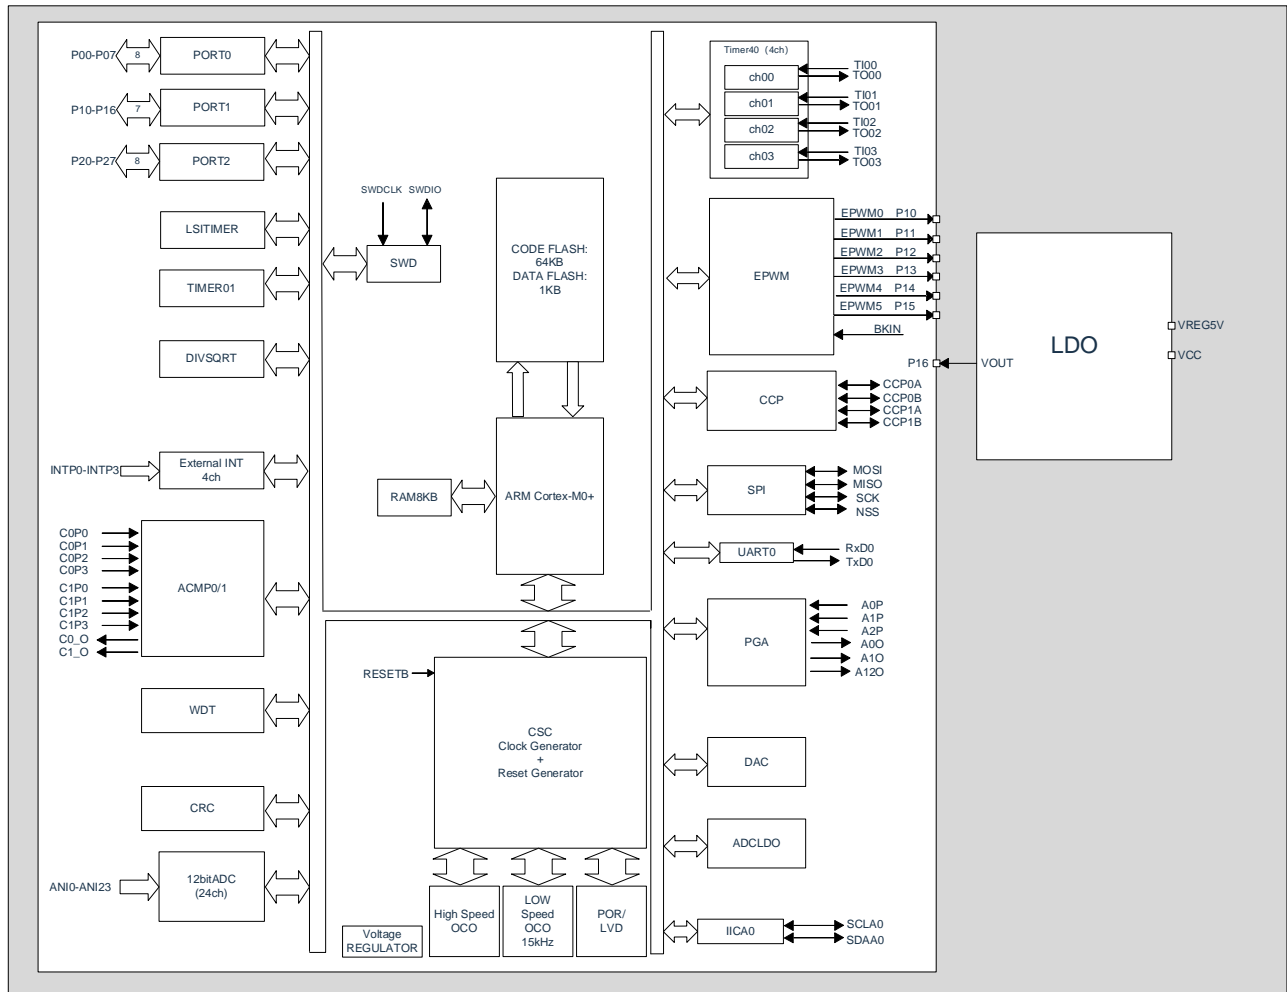 P00-P07
8
PORT0
P10-P16
7
PORT1
P20-P27
8
PORT2
LSITIMER
TIMER01
DIVSQRT
INTP0-INTP3
External INT
4ch
C0P0
C0P1
C0P2
C0P3
C1P0
C1P1
C1P2
C1P3
C0_O
C1_O
ACMP0/1
WDT
CRC
ANI0-ANI23
12bitADC
(24ch)
SWDCLK
SWDIO
SWD
CODE FLASH:
64KB
DATA FLASH:
1KB
RAM8KB
ARM Cortex-M0+
RESETB
CSC
Clock Generator
+
Reset Generator
Voltage
REGULATOR
High Speed
OCO
LOW
Speed
OCO
15kHz
POR/
LVD
Timer40 (4ch)
ch00
TI00
TO00
ch01
TI01
TO01
ch02
TI02
TO02
ch03
TI03
TO03
EPWM
EPWM0 P10
EPWM1 P11
EPWM2 P12
EPWM3 P13
EPWM4 P14
EPWM5 P15
BKIN
P16
VOUT
LDO
VREG5V
VCC
CCP
CCP0A
CCP0B
CCP1A
CCP1B
SPI
MOSI
MISO
SCK
NSS
UART0
RxD0
TxD0
PGA
A0P
A1P
A2P
A0O
A1O
A12O
DAC
ADCLDO
IICA0
SCLA0
SDAA0